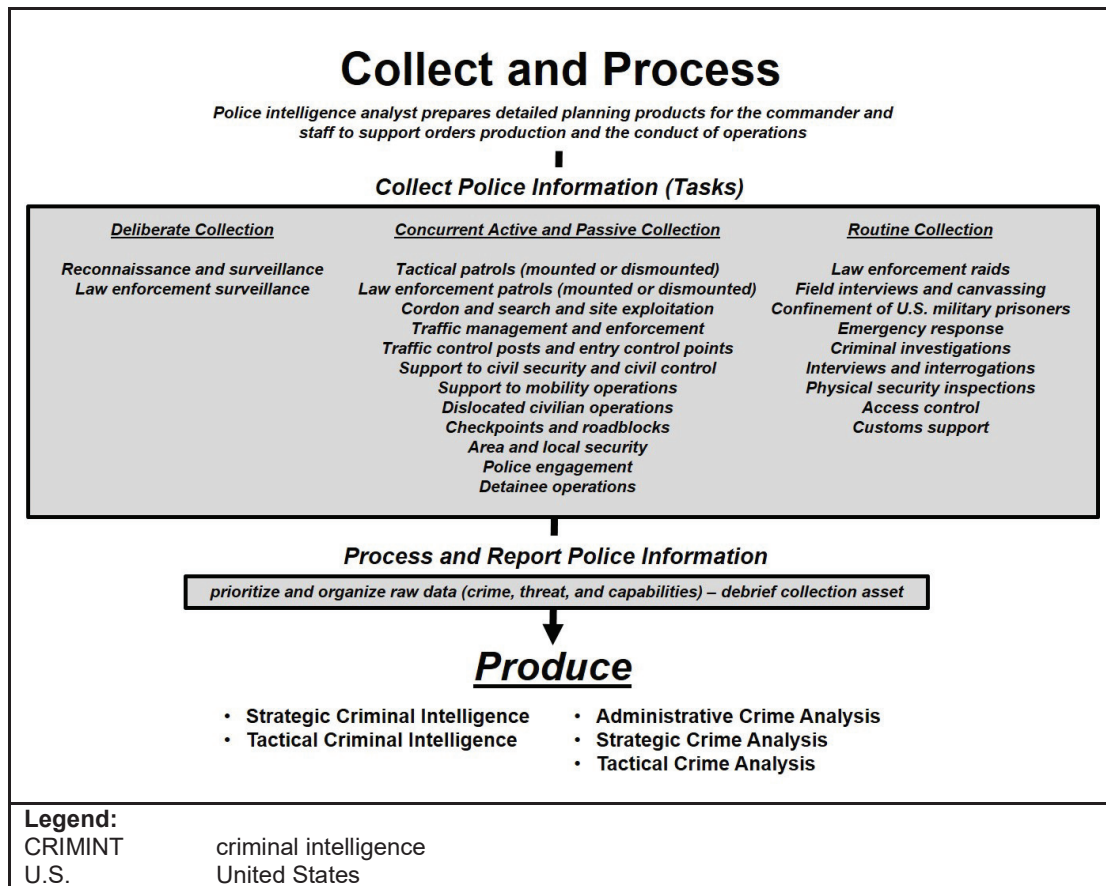 Collect and Process
Police intelligence analyst prepares detailed planning products for the commander and
staff to support orders production and the conduct of operations
Collect Police Information (Tasks)
Deliberate Collection
Reconnaissance and surveillance
Law enforcement surveillance
Concurrent Active and Passive Collection
Tactical patrols (mounted or dismounted)
Law enforcement patrols (mounted or dismounted)
Cordon and search and site exploitation
Traffic management and enforcement
Traffic control posts and entry control points
Support to civil security and civil control
Support to mobility operations
Dislocated civilian operations
Checkpoints and roadblocks
Area and local security
Police engagement
Detainee operations
Routine Collection
Law enforcement raids
Field interviews and canvassing
Confinement of U.S. military prisoners
Emergency response
Criminal investigations
Interviews and interrogations
Physical security inspections
Access control
Customs support
Process and Report Police Information
prioritize and organize raw data (crime, threat, and capabilities) – debrief collection asset
Produce
• Strategic Criminal Intelligence
• Tactical Criminal Intelligence
• Administrative Crime Analysis
• Strategic Crime Analysis
• Tactical Crime Analysis
Legend:
CRIMINT criminal intelligence
U.S. United States